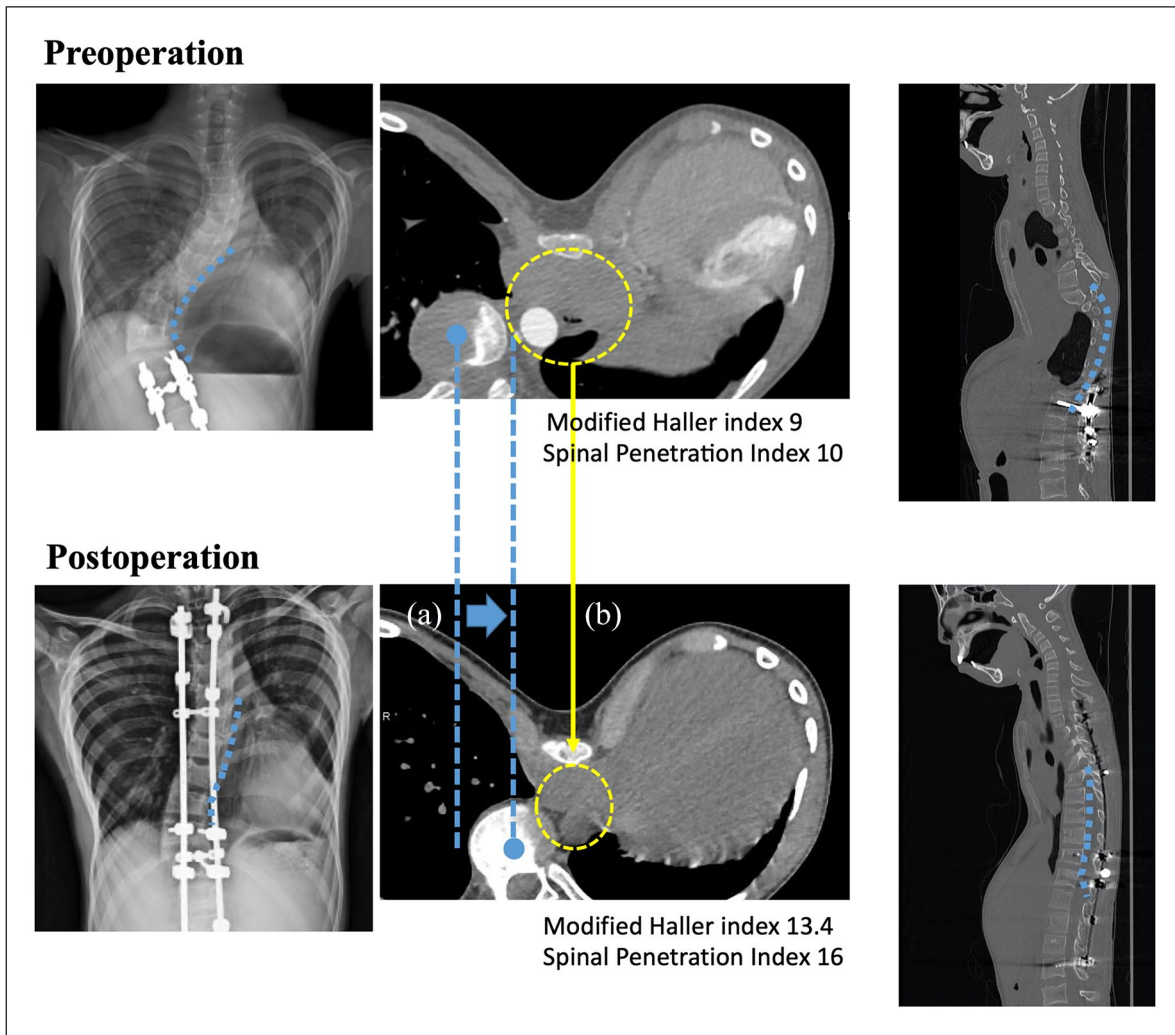 Preoperation
Modified Haller index 9
Spinal Penetration Index 10
Postoperation
(a)
(b)
R
Modified Haller index 13.4
Spinal Penetration Index 16